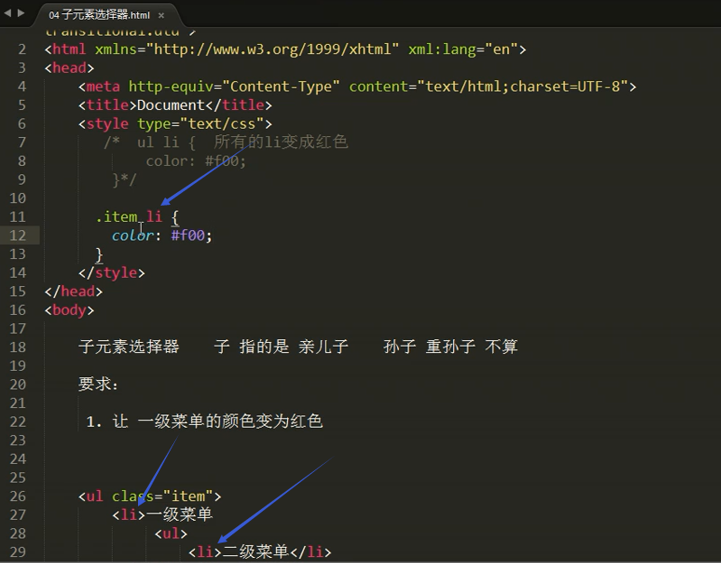 04 子元素选择器.html ×
transitional.dtd">
2 <html xmlns="http://www.w3.org/1999/xhtml" xml:lang="en">
3 <head>
4 <meta http-equiv="Content-Type" content="text/html;charset=UTF-8">
5 <title>Document</title>
6 <style type="text/css">
7 /* ul li { 所有的li变成红色
8 color: #f00;
9 }*/
10
11 .item li {
12 color: #f00;
13 }
14 </style>
15 </head>
16 <body>
17
18 子元素选择器 子 指的是 亲儿子 孙子 重孙子 不算
19
20 要求:
21
22 1. 让 一级菜单的颜色变为红色
23
24
25
26 <ul class="item">
27 <li>一级菜单
28 <ul>
29 <li>二级菜单</li>